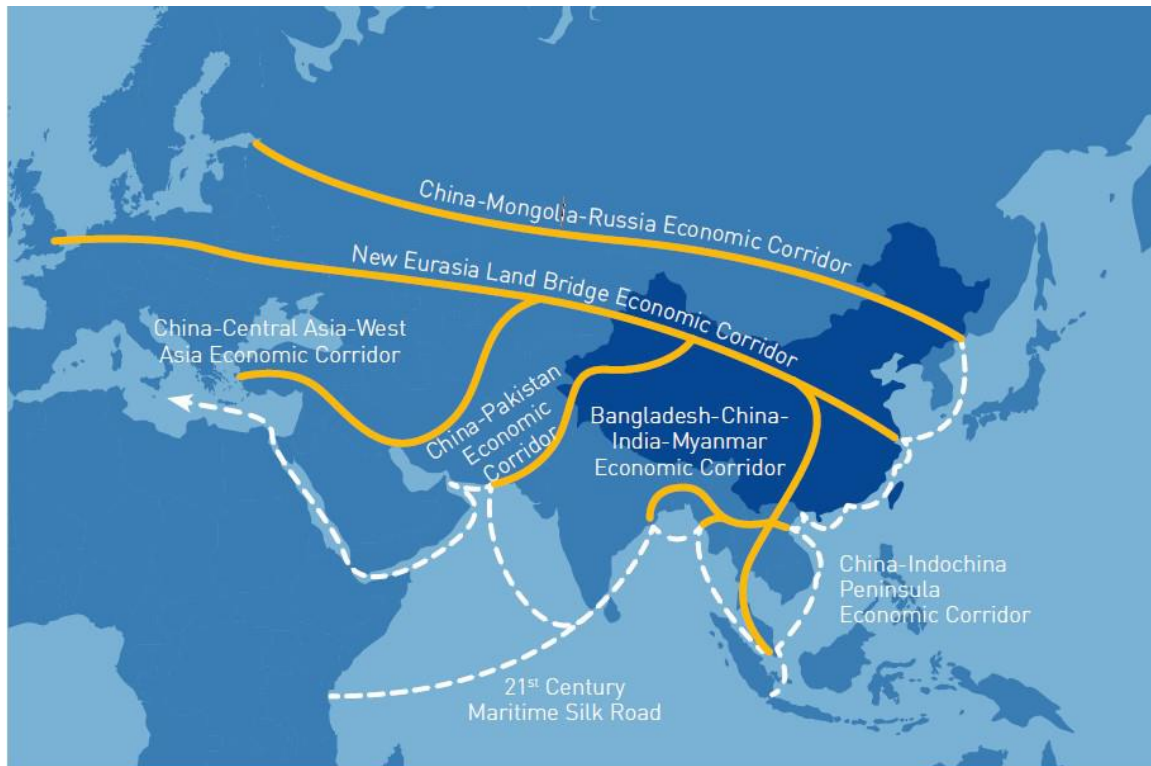 China-Mongolia-Russia Economic Corridor
New Eurasia Land Bridge Economic Corridor
China-Central Asia-West
Asia Economic Corridor
China-Pakistan
Economic
Corridor
Bangladesh-China-
India-Myanmar
Economic Corridor
China-Indochina
Peninsula
Economic Corridor
21st Century
Maritime Silk Road